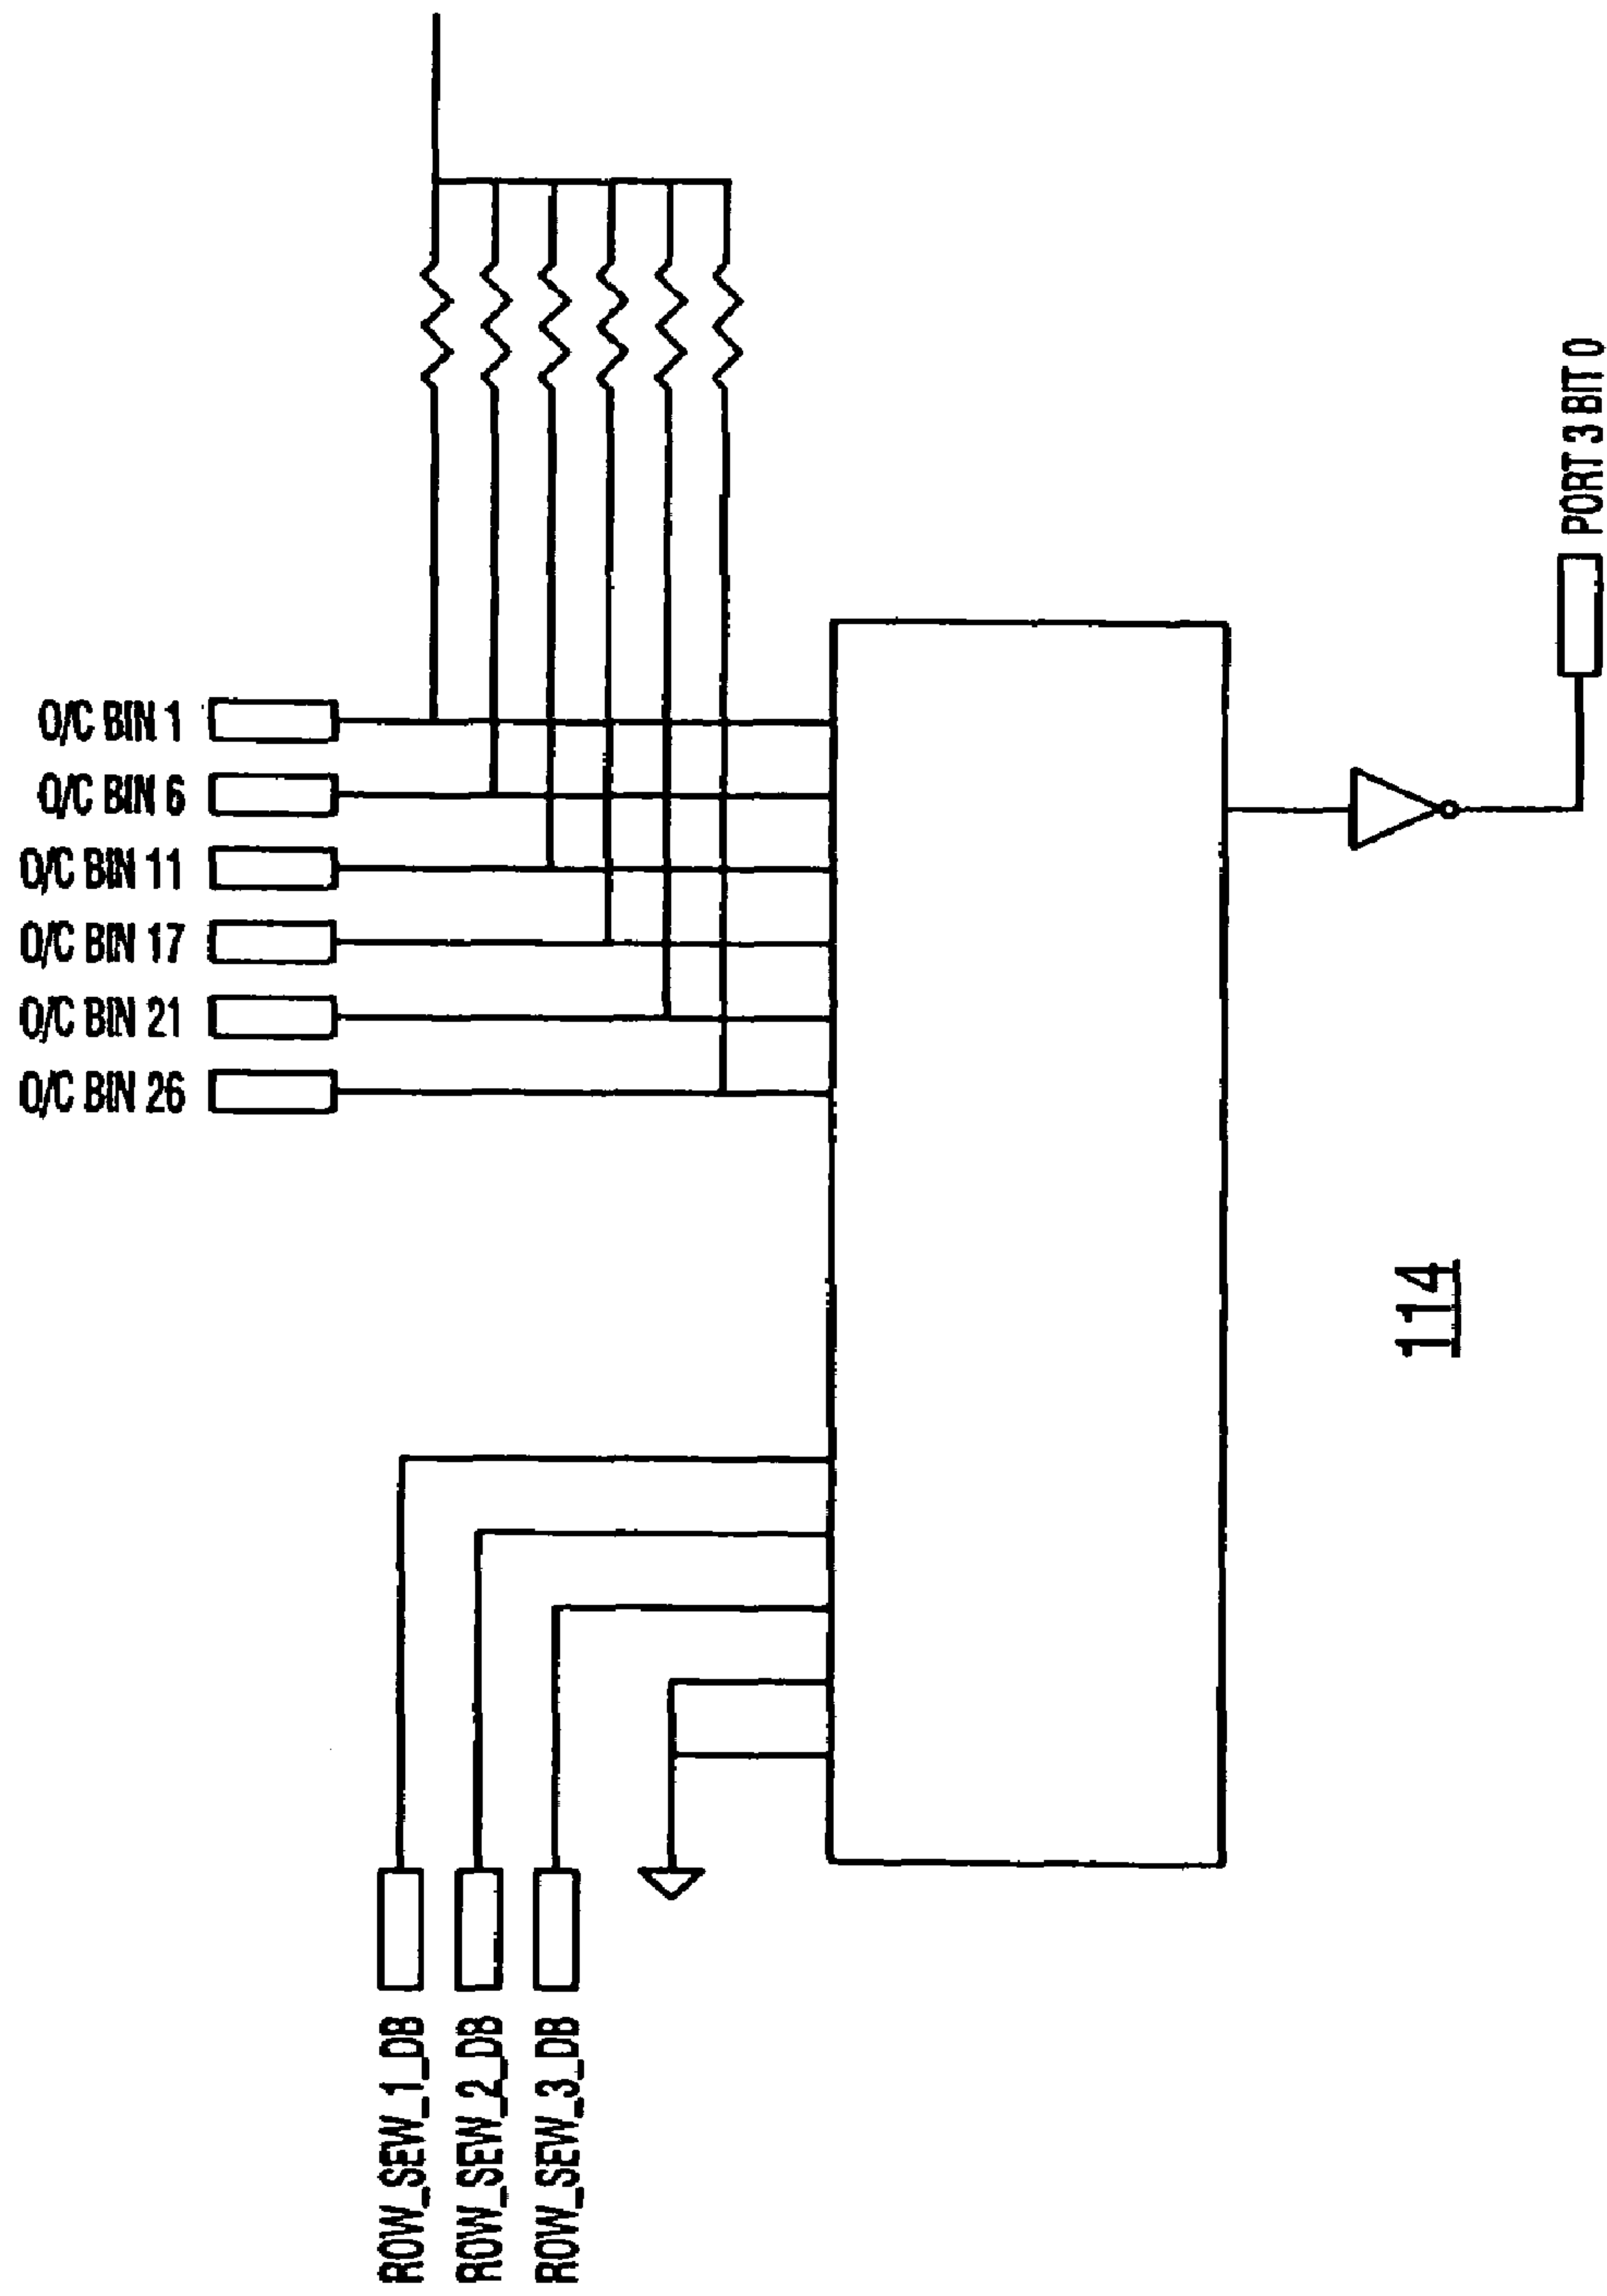 O/C BIN 1
O/C BIN 6
O/C BIN 11
O/C BIN 17
O/C BIN 21
O/C BIN 26
PORT 3 BIT 0
114
ROW_SEW_1_DB
ROW_SEW_2_DB
ROW_SEW_3_DB